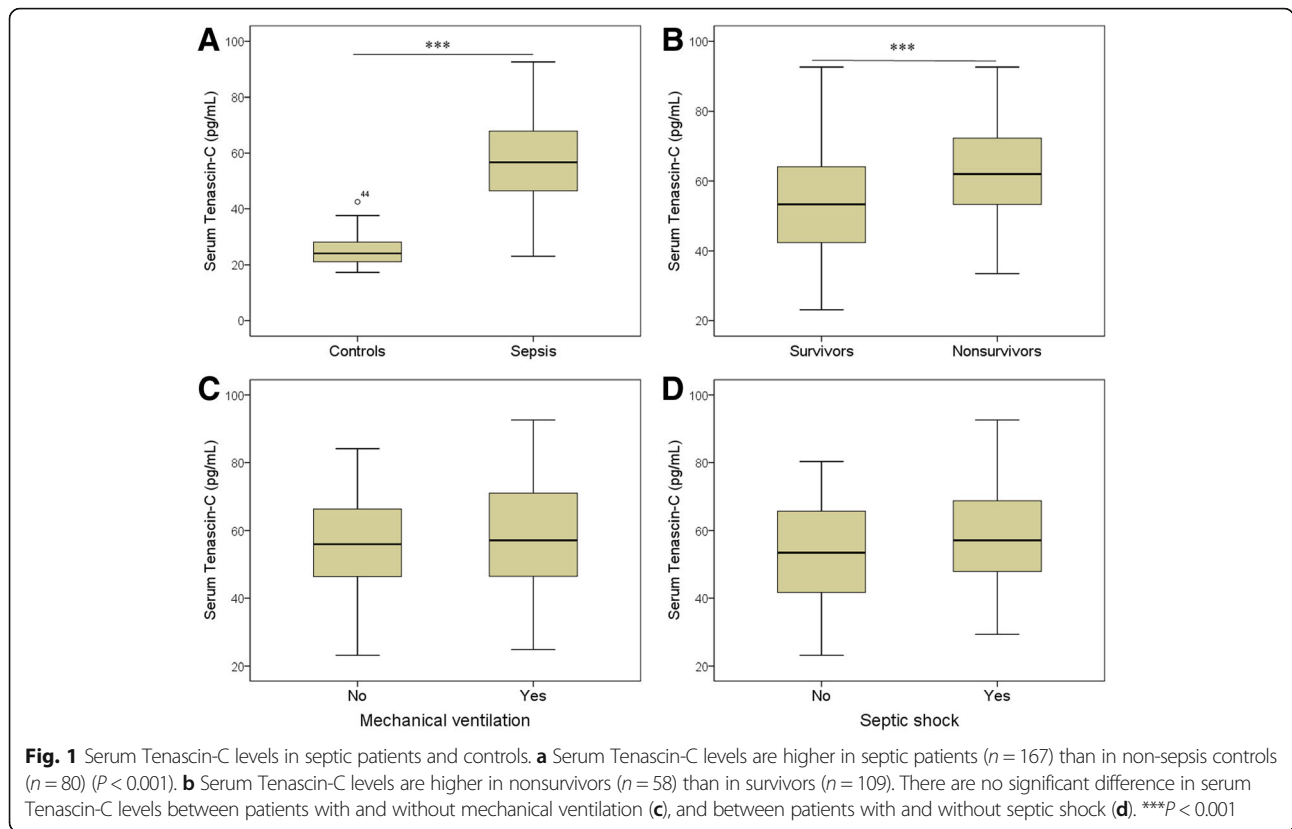 A
B
***
***
100
80
60
40
20
0
Serum Tenascin-C (pg/mL)
44
Controls
Sepsis
100
80
60
40
20
Serum Tenascin-C (pg/mL)
Survivors
Nonsurvivors
C
D
100
80
60
40
20
Serum Tenascin-C (pg/mL)
No
Yes
Mechanical ventilation
100
80
60
40
20
Serum Tenascin-C (pg/mL)
No
Yes
Septic shock
Fig. 1 Serum Tenascin-C levels in septic patients and controls. a Serum Tenascin-C levels are higher in septic patients (n = 167) than in non-sepsis controls
(n = 80) (P < 0.001). b Serum Tenascin-C levels are higher in nonsurvivors (n = 58) than in survivors (n = 109). There are no significant difference in serum
Tenascin-C levels between patients with and without mechanical ventilation (c), and between patients with and without septic shock (d). ***P < 0.001